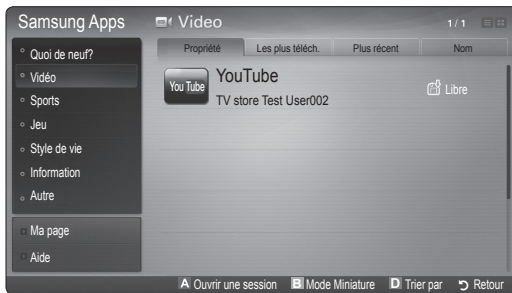 Samsung Apps
Video
1/1
Quoi de neuf?
Vidéo
Sports
Jeu
Style de vie
Information
Autre
Ma page
Aide
Propriété
Les plus téléch.
Plus récent
Nom
You Tube
YouTube
TV store Test User002
Libre
A Ouvrir une session
B Mode Miniature
D Trier par
Retour